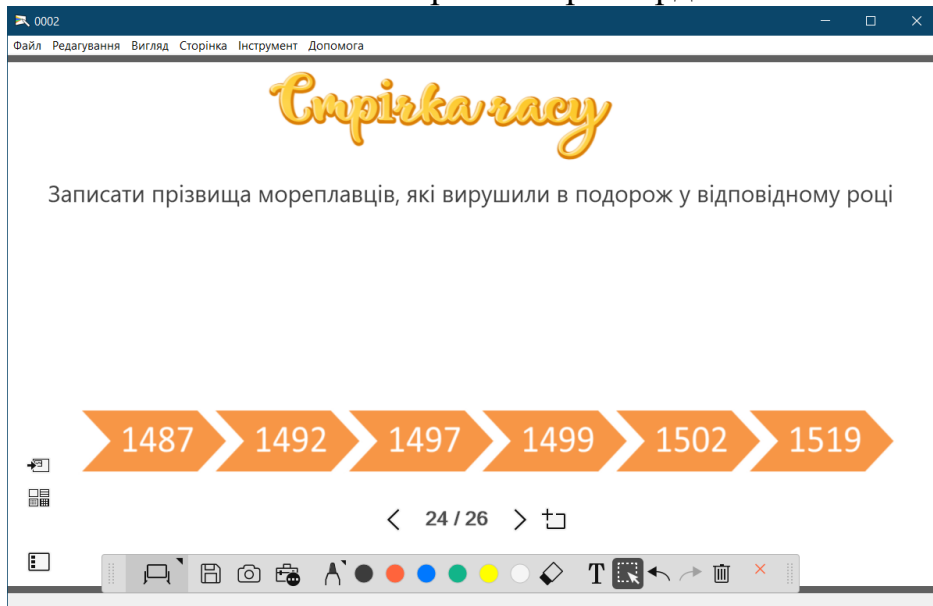 0002
Файл Редагування Вигляд Сторінка Інструмент Допомога
Стрічка часу
Записати прізвища мореплавців, які вирушили в подорож у відповідному році
1487 1492 1497 1499 1502 1519
24 / 26
T